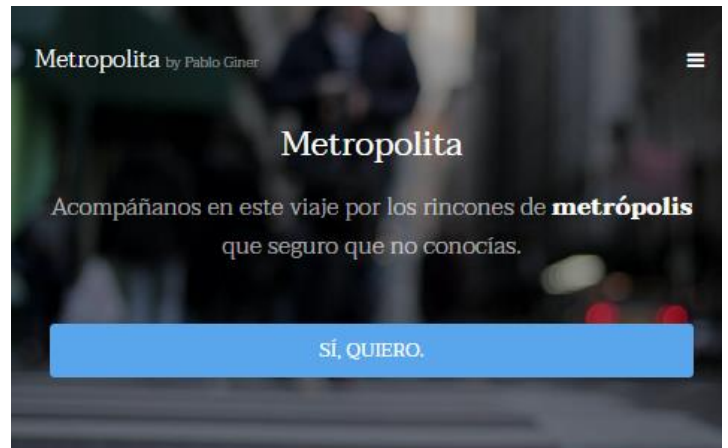 Metropolita by Pablo Giner
Metropolita
Acompáñanos en este viaje por los rincones de metrópolis
que seguro que no conocías.
SÍ, QUIERO.